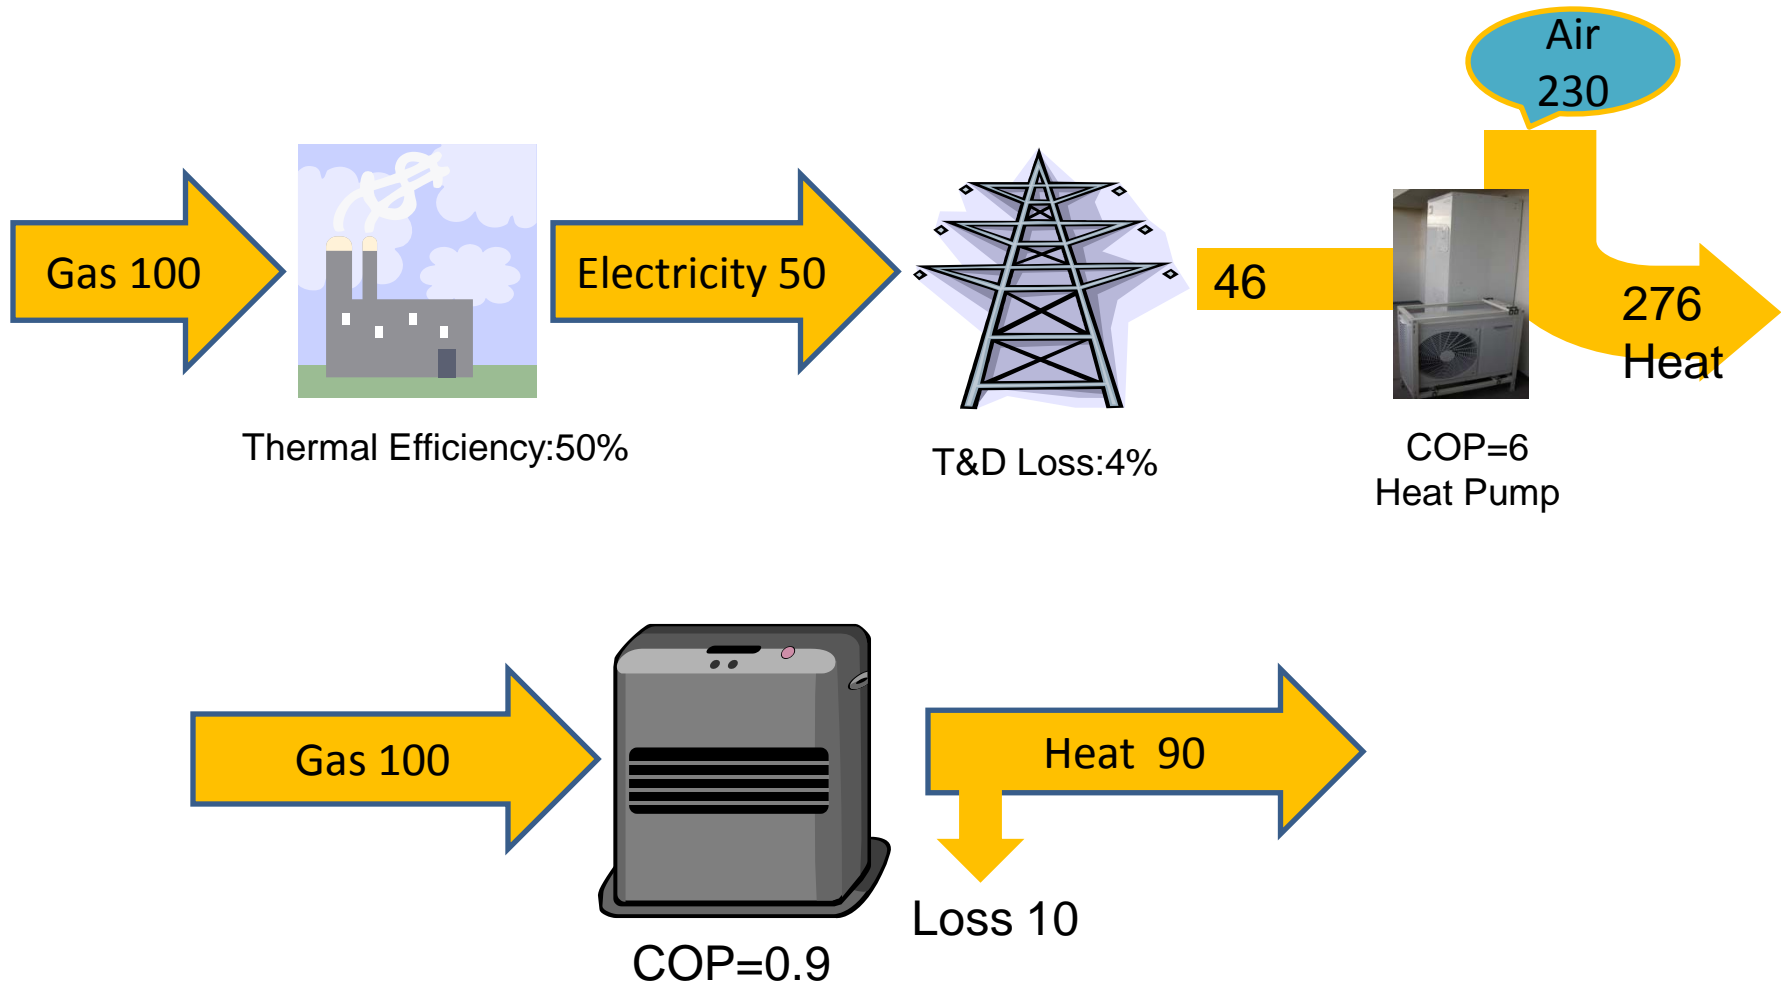 Air
230
Gas 100
Electricity 50
46
276
Heat
Thermal Efficiency:50%
T&D Loss:4%
COP=6
Heat Pump
Gas 100
Heat  90
Loss 10
COP=0.9